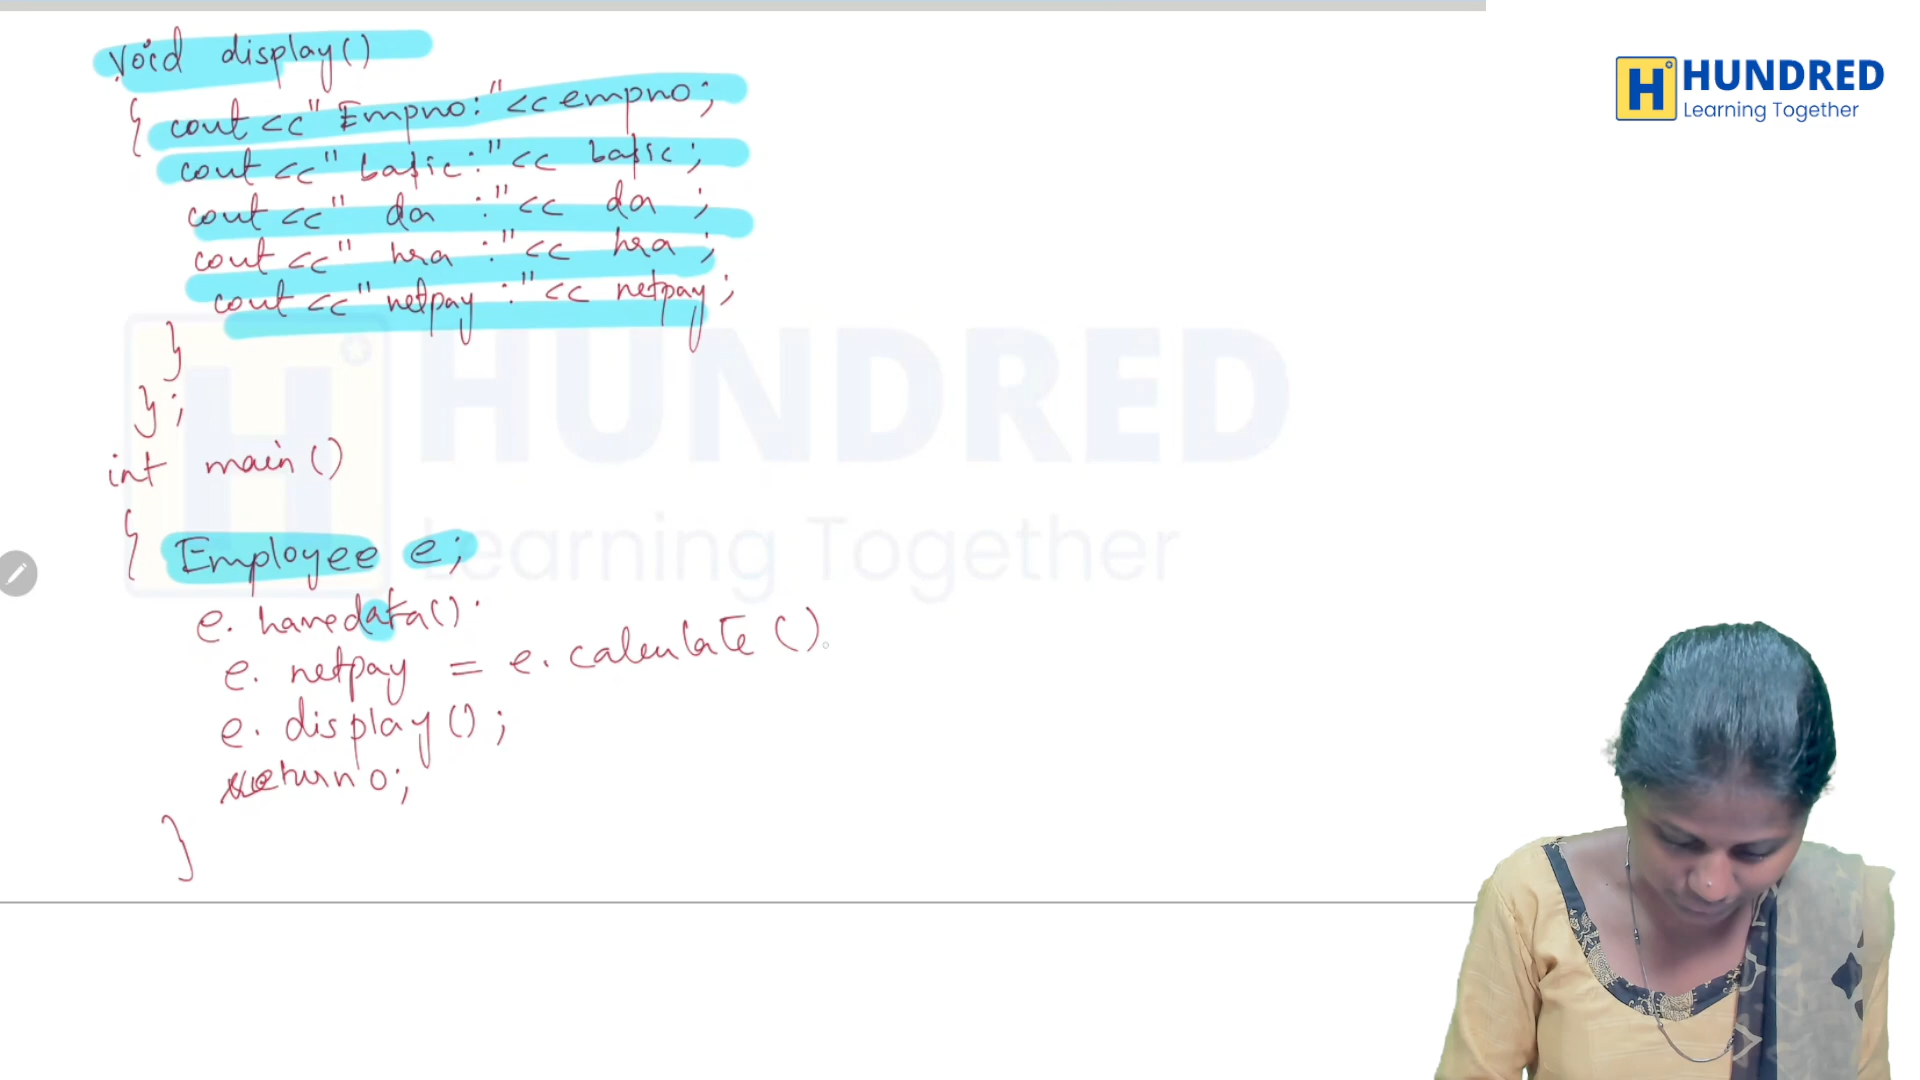 void display()
{ cout <<"Empno:"<< empno;
cout <<" basic:"<< basic;
cout <<" da :"<< da ;
cout <<" hra :"<< hra ;
cout <<" netpay :"<< netpay;
}
};
int main()
{ Employee e;
e. havedata()
e. netpay = e. calculate()
e. display();
return 0;
}
HUNDRED
Learning Together
HUNDRED
Learning Together